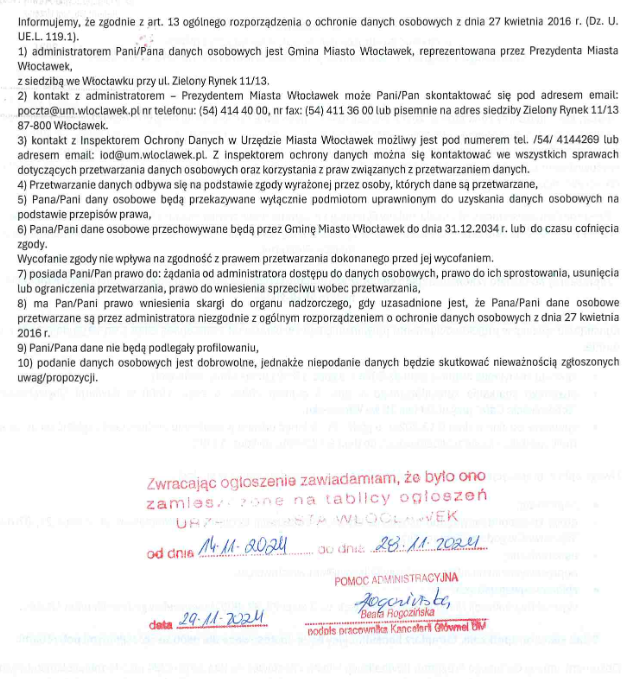 Informujemy, że zgodnie z art. 13 ogólnego rozporządzenia o ochronie danych osobowych z dnia 27 kwietnia 2016 r. (Dz. U.
UE.L. 119.1).
1) administratorem Pani/Pana danych osobowych jest Gmina Miasto Włocławek, reprezentowana przez Prezydenta Miasta
Włocławek,
z siedzibą we Włocławku przy ul. Zielony Rynek 11/13.
2) kontakt z administratorem – Prezydentem Miasta Włocławek może Pani/Pan skontaktować się pod adresem email:
poczta@um.wloclawek.pl nr telefonu: (54) 414 40 00, nr fax: (54) 411 36 00 lub pisemnie na adres siedziby Zielony Rynek 11/13
87-800 Włocławek.
3) kontakt z Inspektorem Ochrony Danych w Urzędzie Miasta Włocławek możliwy jest pod numerem tel. /54/ 4144269 lub
adresem email: iod@um.wloclawek.pl. Z inspektorem ochrony danych można się kontaktować we wszystkich sprawach
dotyczących przetwarzania danych osobowych oraz korzystania z praw związanych z przetwarzaniem danych.
4) Przetwarzanie danych odbywa się na podstawie zgody wyrażonej przez osoby, których dane są przetwarzane,
5) Pana/Pani dany osobowe będą przekazywane wyłącznie podmiotom uprawnionym do uzyskania danych osobowych na
podstawie przepisów prawa,
6) Pana/Pani dane osobowe przechowywane będą przez Gminę Miasto Włocławek do dnia 31.12.2034 r. lub do czasu cofnięcia
zgody.
Wycofanie zgody nie wpływa na zgodność z prawem przetwarzania dokonanego przed jej wycofaniem.
7) posiada Pani/Pan prawo do: żądania od administratora dostępu do danych osobowych, prawo do ich sprostowania, usunięcia
lub ograniczenia przetwarzania, prawo do wniesienia sprzeciwu wobec przetwarzania,
8) ma Pan/Pani prawo wniesienia skargi do organu nadzorczego, gdy uzasadnione jest, że Pana/Pani dane osobowe
przetwarzane są przez administratora niezgodnie z ogólnym rozporządzeniem o ochronie danych osobowych z dnia 27 kwietnia
2016 r.
9) Pani/Pana dane nie będą podlegały profilowaniu,
10) podanie danych osobowych jest dobrowolne, jednakże niepodanie danych będzie skutkować nieważnością zgłoszonych
uwag/propozycji.
Zwracając ogłoszenie zawiadamiam, że było ono
zamieszczone na tablicy ogłoszeń
WŁOCŁAWEK
od dnia 14.11.2024 do dnia 28.11.2024
POMOC ADMINISTRACYJNA
Rogozińska
Beata Rogozińska
data 29.11.2024
podpis pracownika Kancelarii Głównej UM